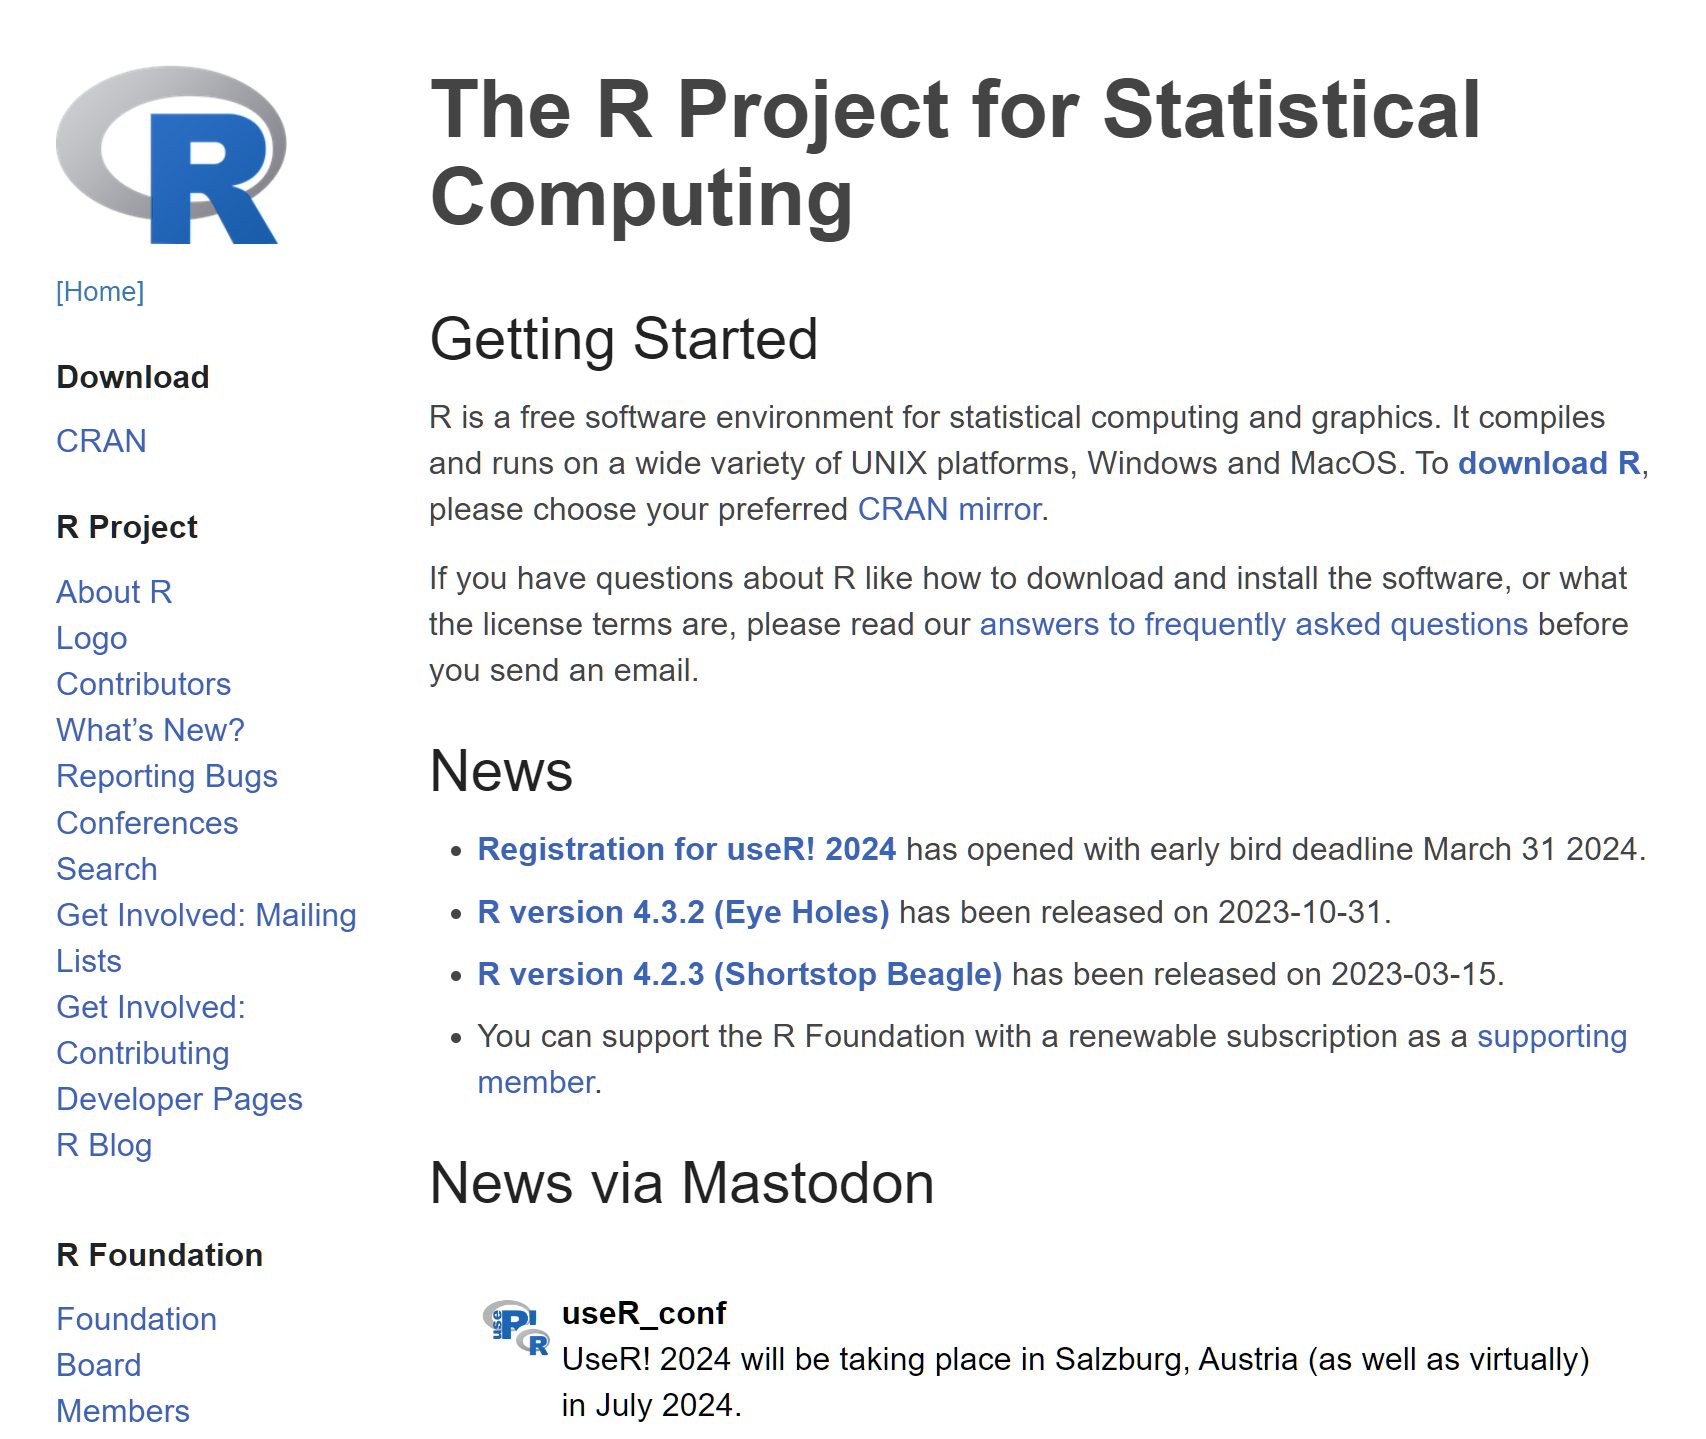 R
[Home]
Download
CRAN
R Project
About R
Logo
Contributors
What’s New?
Reporting Bugs
Conferences
Search
Get Involved: Mailing
Lists
Get Involved:
Contributing
Developer Pages
R Blog
R Foundation
Foundation
Board
Members
The R Project for Statistical
Computing
Getting Started
R is a free software environment for statistical computing and graphics. It compiles
and runs on a wide variety of UNIX platforms, Windows and MacOS. To download R,
please choose your preferred CRAN mirror.
If you have questions about R like how to download and install the software, or what
the license terms are, please read our answers to frequently asked questions before
you send an email.
News
• Registration for useR! 2024 has opened with early bird deadline March 31 2024.
• R version 4.3.2 (Eye Holes) has been released on 2023-10-31.
• R version 4.2.3 (Shortstop Beagle) has been released on 2023-03-15.
• You can support the R Foundation with a renewable subscription as a supporting
member.
News via Mastodon
use R! R
useR_conf
UseR! 2024 will be taking place in Salzburg, Austria (as well as virtually)
in July 2024.